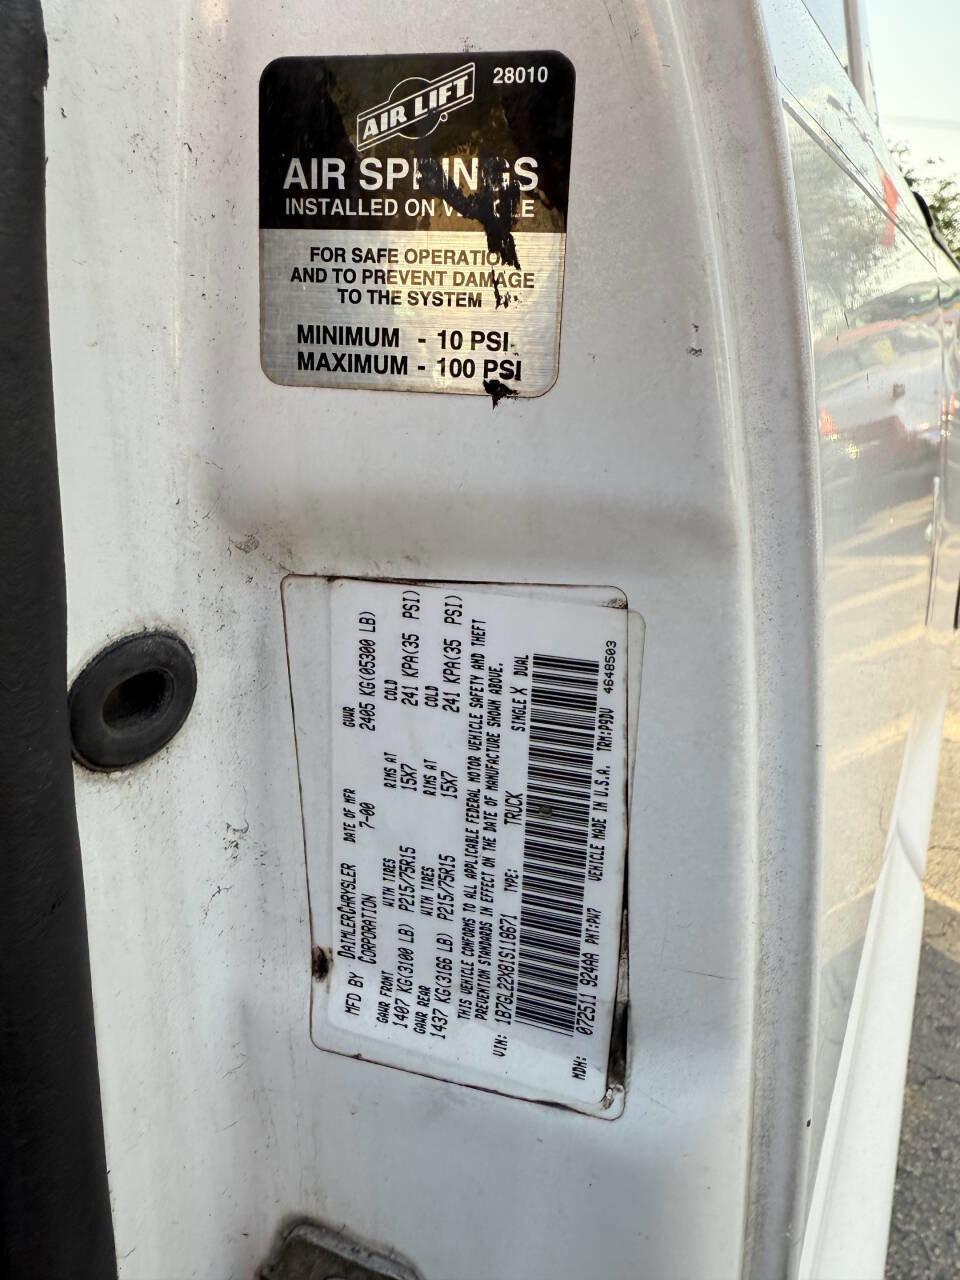 AIR LIFT
28010
AIR SPRINGS
INSTALLED ON VEHICLE
FOR SAFE OPERATION
AND TO PREVENT DAMAGE
TO THE SYSTEM
MINIMUM - 10 PSI
MAXIMUM - 100 PSI
MFD BY DAIMLERCHRYSLER CORPORATION DATE OF MFR 7-00 GVWR 2405 KG(05300 LB)
GAWR FRONT WITH TIRES RIMS AT COLD
1407 KG(3100 LB) P215/75R15 15X7 241 KPA(35 PSI)
GAWR REAR WITH TIRES RIMS AT COLD
1437 KG(3166 LB) P215/75R15 15X7 241 KPA(35 PSI)
THIS VEHICLE CONFORMS TO ALL APPLICABLE FEDERAL MOTOR VEHICLE SAFETY AND THEFT
PREVENTION STANDARDS IN EFFECT ON THE DATE OF MANUFACTURE SHOWN ABOVE.
VIN: 1B7GL22X81S118671 TYPE: TRUCK SINGLE X DUAL
MDH: 072511 924AA PNT:PW7 VEHICLE MADE IN U.S.A. TRM:D9DV 4648503